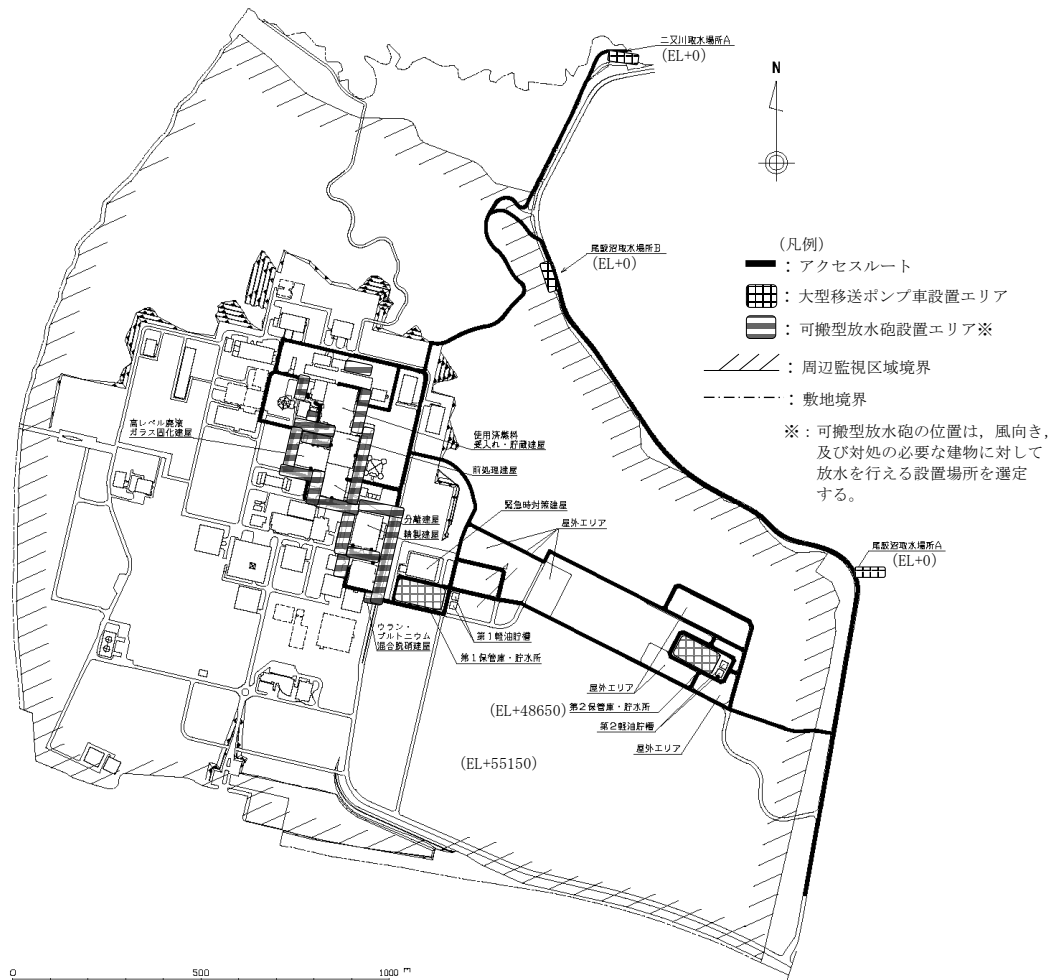 二又川取水場所A
(EL+0)
N
尾駮沼取水場所B
(EL+0)
(凡例)
：アクセスルート
：大型移送ポンプ車設置エリア
：可搬型放水砲設置エリア※
：周辺監視区域境界
：敷地境界
※：可搬型放水砲の位置は，風向き，
及び対処の必要な建物に対して
放水を行える設置場所を選定
する。
高レベル廃液
ガラス固化建屋
使用済燃料
受入れ・貯蔵建屋
前処理建屋
緊急時対策建屋
分離建屋
精製建屋
屋外エリア
尾駮沼取水場所A
(EL+0)
ウラン・
プルトニウム
混合脱硝建屋
第1軽油貯槽
第1保管庫・貯水所
屋外エリア
(EL+48650)
第2保管庫・貯水所
第2軽油貯槽
屋外エリア
(EL+55150)
0 500 1000 m